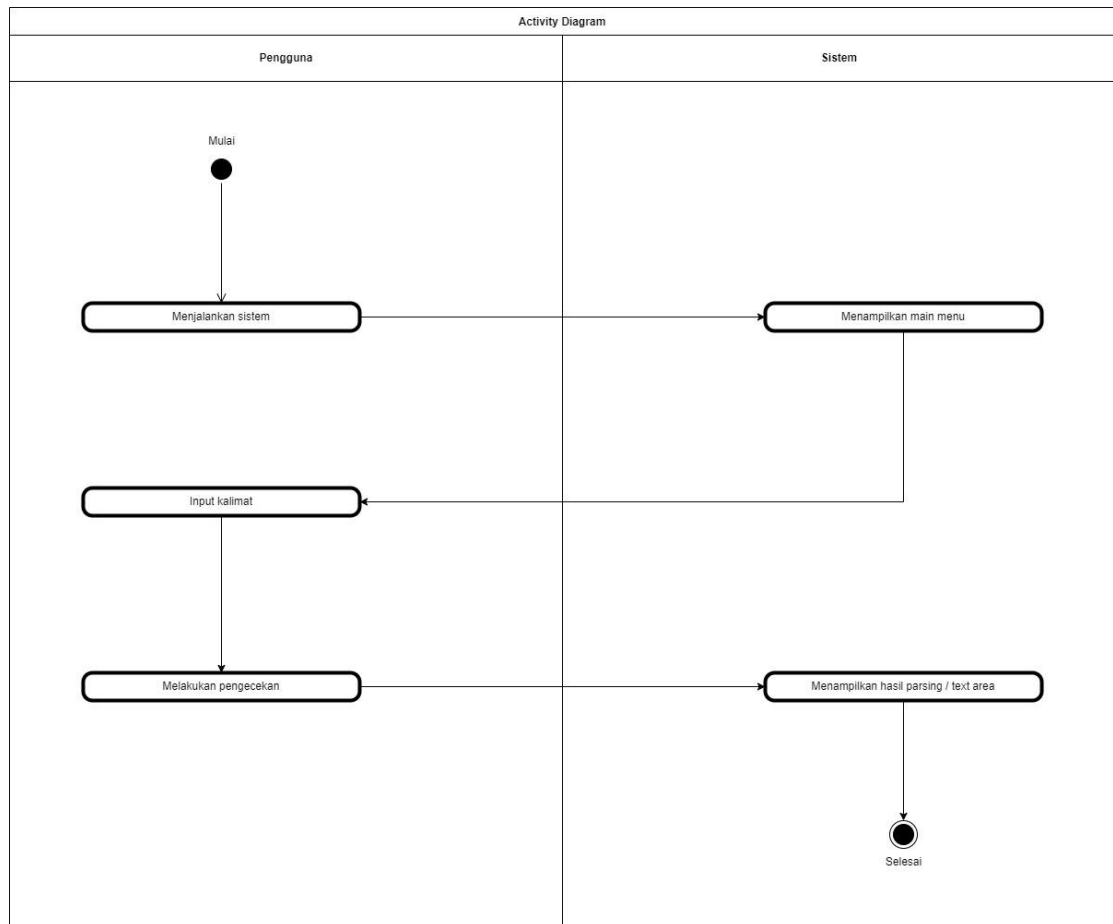 Activity Diagram
Pengguna
Sistem
Mulai
Menjalankan sistem
Menampilkan main menu
Input kalimat
Melakukan pengecekan
Menampilkan hasil parsing / text area
Selesai